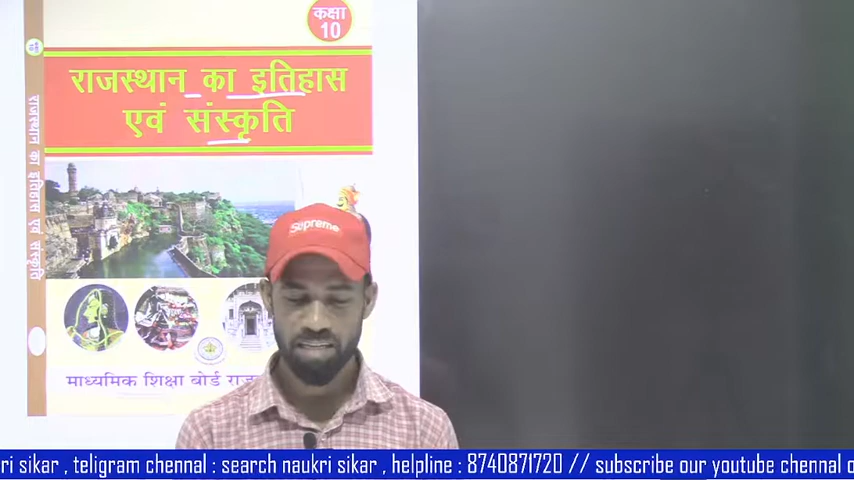 कक्षा
10
राजस्थान का इतिहास
एवं संस्कृति
राजस्थान का इतिहास एवं संस्कृति
Supreme
माध्यमिक शिक्षा बोर्ड राज
ri sikar , teligram chennal : search naukri sikar , helpline : 8740871720 // subscribe our youtube chennal o